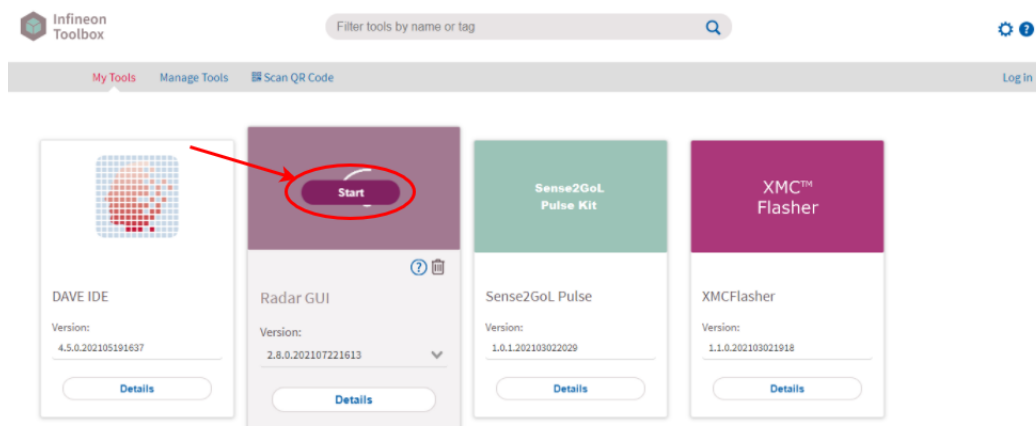 Infineon
Toolbox
Filter tools by name or tag
My Tools
Manage Tools
Scan QR Code
Log in
Start
Sense2GoL
Pulse Kit
XMC™
Flasher
DAVE IDE
Radar GUI
Sense2GoL Pulse
XMCFlasher
Version:
Version:
Version:
Version:
4.5.0.202105191637
2.8.0.202107221613
1.0.1.202103022029
1.1.0.202103021918
Details
Details
Details
Details